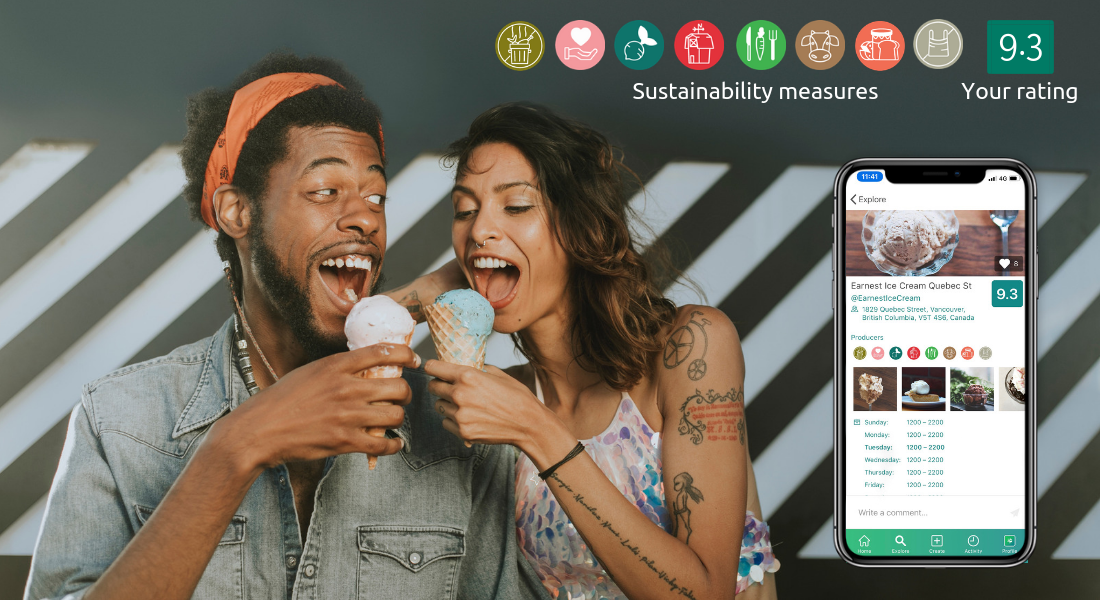 9.3
Sustainability measures
Your rating
11:41
4G
Explore
8
Earnest Ice Cream Quebec St
9.3
@EarnestIceCream
1829 Quebec Street, Vancouver,
British Columbia, V5T 4S6, Canada
Producers
Sunday: 1200 – 2200
Monday: 1200 – 2200
Tuesday: 1200 – 2200
Wednesday: 1200 – 2200
Thursday: 1200 – 2200
Friday: 1200 – 2200
Write a comment...
Home
Explore
Create
Activity
Profile